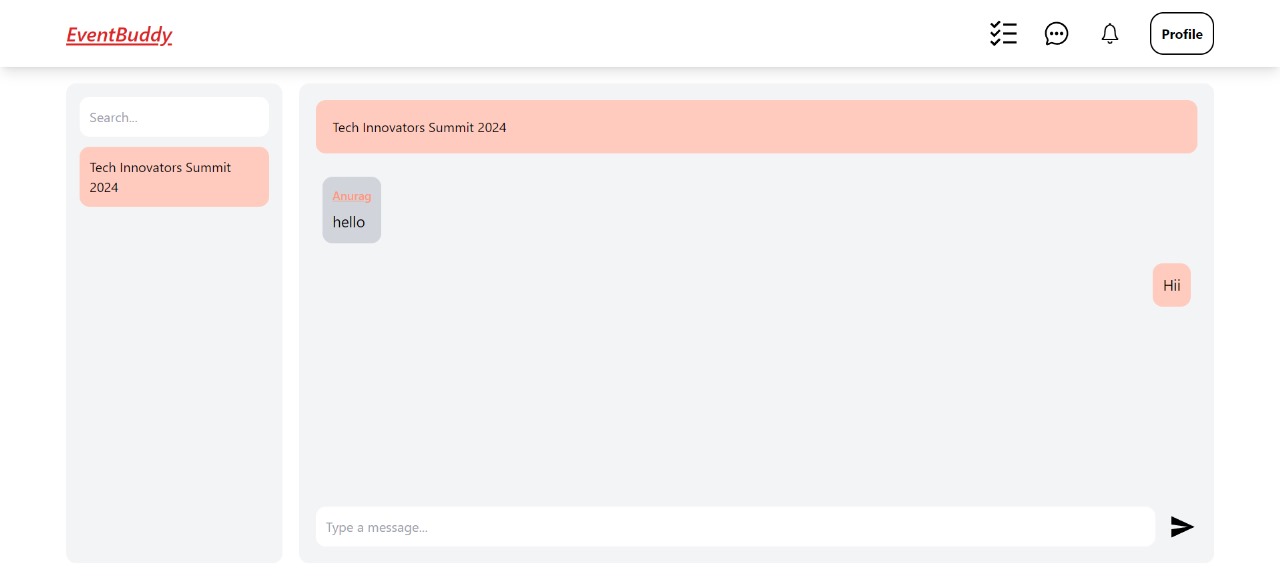 EventBuddy
Profile
Search...
Tech Innovators Summit
2024
Tech Innovators Summit 2024
Anurag
hello
Hii
Type a message...